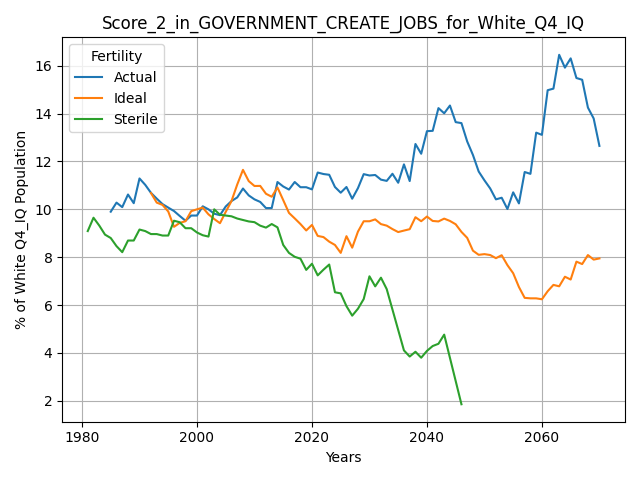 Score_2_in_GOVERNMENT_CREATE_JOBS_for_White_Q4_IQ
Fertility
Actual
Ideal
Sterile
% of White Q4_IQ Population
16
14
12
10
8
6
4
2
1980 2000 2020 2040 2060
Years